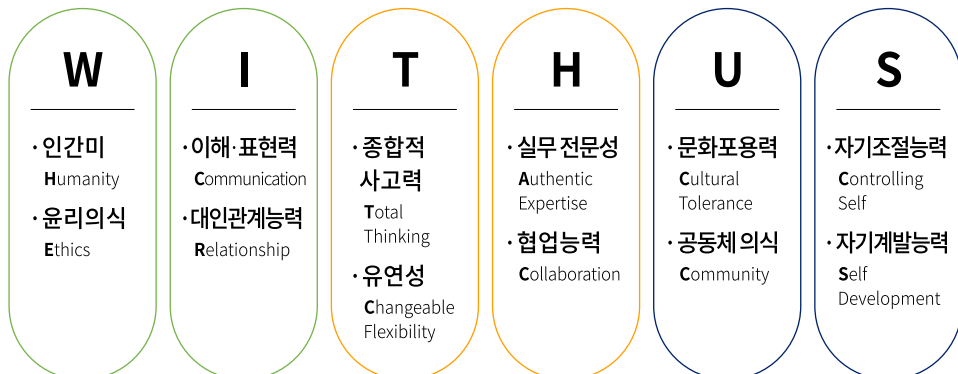 W
· 인간미
Humanity
· 윤리의식
Ethics
I
· 이해·표현력
Communication
· 대인관계능력
Relationship
T
· 종합적
사고력
Total
Thinking
· 유연성
Changeable
Flexibility
H
· 실무 전문성
Authentic
Expertise
· 협업능력
Collaboration
U
· 문화포용력
Cultural
Tolerance
· 공동체 의식
Community
S
· 자기조절능력
Controlling
Self
· 자기계발능력
Self
Development